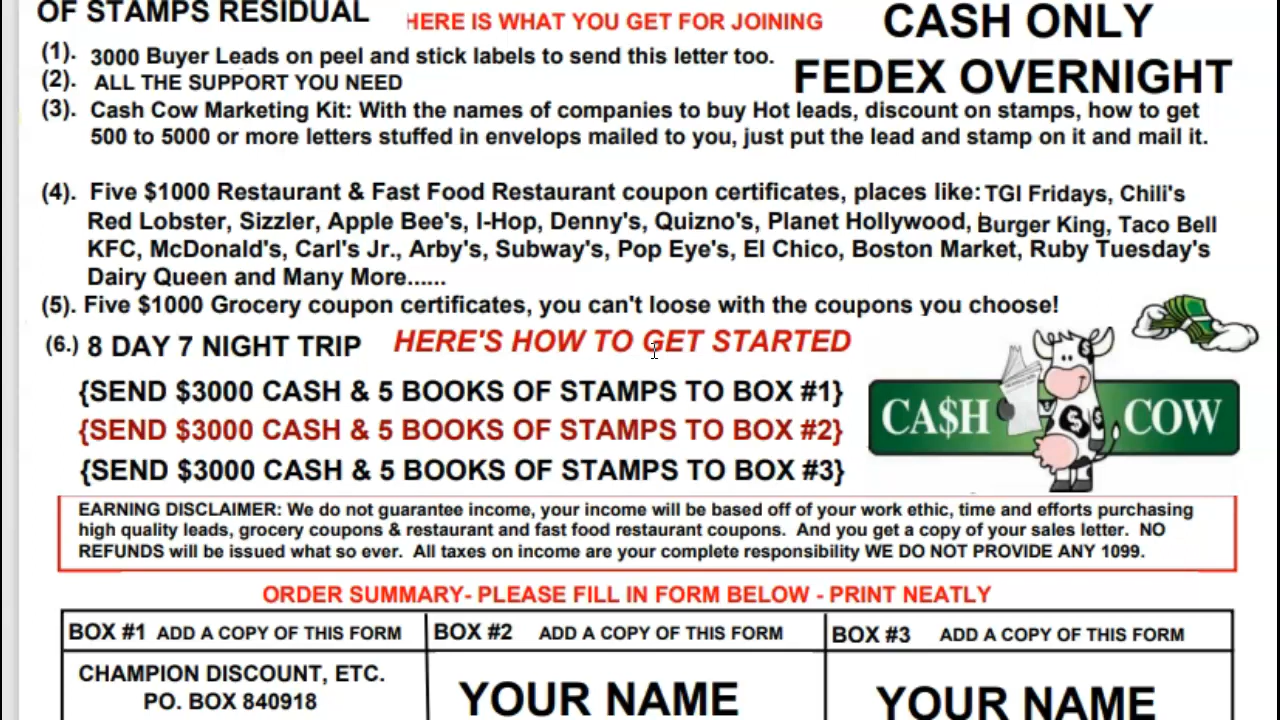 OF STAMPS RESIDUAL
HERE IS WHAT YOU GET FOR JOINING
CASH ONLY
FEDEX OVERNIGHT
(1). 3000 Buyer Leads on peel and stick labels to send this letter too.
(2). ALL THE SUPPORT YOU NEED
(3). Cash Cow Marketing Kit: With the names of companies to buy Hot leads, discount on stamps, how to get
500 to 5000 or more letters stuffed in envelops mailed to you, just put the lead and stamp on it and mail it.
(4). Five $1000 Restaurant & Fast Food Restaurant coupon certificates, places like: TGI Fridays, Chili's
Red Lobster, Sizzler, Apple Bee's, I-Hop, Denny's, Quizno's, Planet Hollywood, Burger King, Taco Bell
KFC, McDonald's, Carl's Jr., Arby's, Subway's, Pop Eye's, El Chico, Boston Market, Ruby Tuesday's
Dairy Queen and Many More......
(5). Five $1000 Grocery coupon certificates, you can't loose with the coupons you choose!
(6.) 8 DAY 7 NIGHT TRIP
HERE'S HOW TO GET STARTED
{SEND $3000 CASH & 5 BOOKS OF STAMPS TO BOX #1}
{SEND $3000 CASH & 5 BOOKS OF STAMPS TO BOX #2}
{SEND $3000 CASH & 5 BOOKS OF STAMPS TO BOX #3}
CA$H COW
EARNING DISCLAIMER: We do not guarantee income, your income will be based off of your work ethic, time and efforts purchasing
high quality leads, grocery coupons & restaurant and fast food restaurant coupons. And you get a copy of your sales letter. NO
REFUNDS will be issued what so ever. All taxes on income are your complete responsibility WE DO NOT PROVIDE ANY 1099.
ORDER SUMMARY- PLEASE FILL IN FORM BELOW - PRINT NEATLY
BOX #1 ADD A COPY OF THIS FORM
BOX #2 ADD A COPY OF THIS FORM
BOX #3 ADD A COPY OF THIS FORM
CHAMPION DISCOUNT, ETC.
PO. BOX 840918
YOUR NAME
YOUR NAME